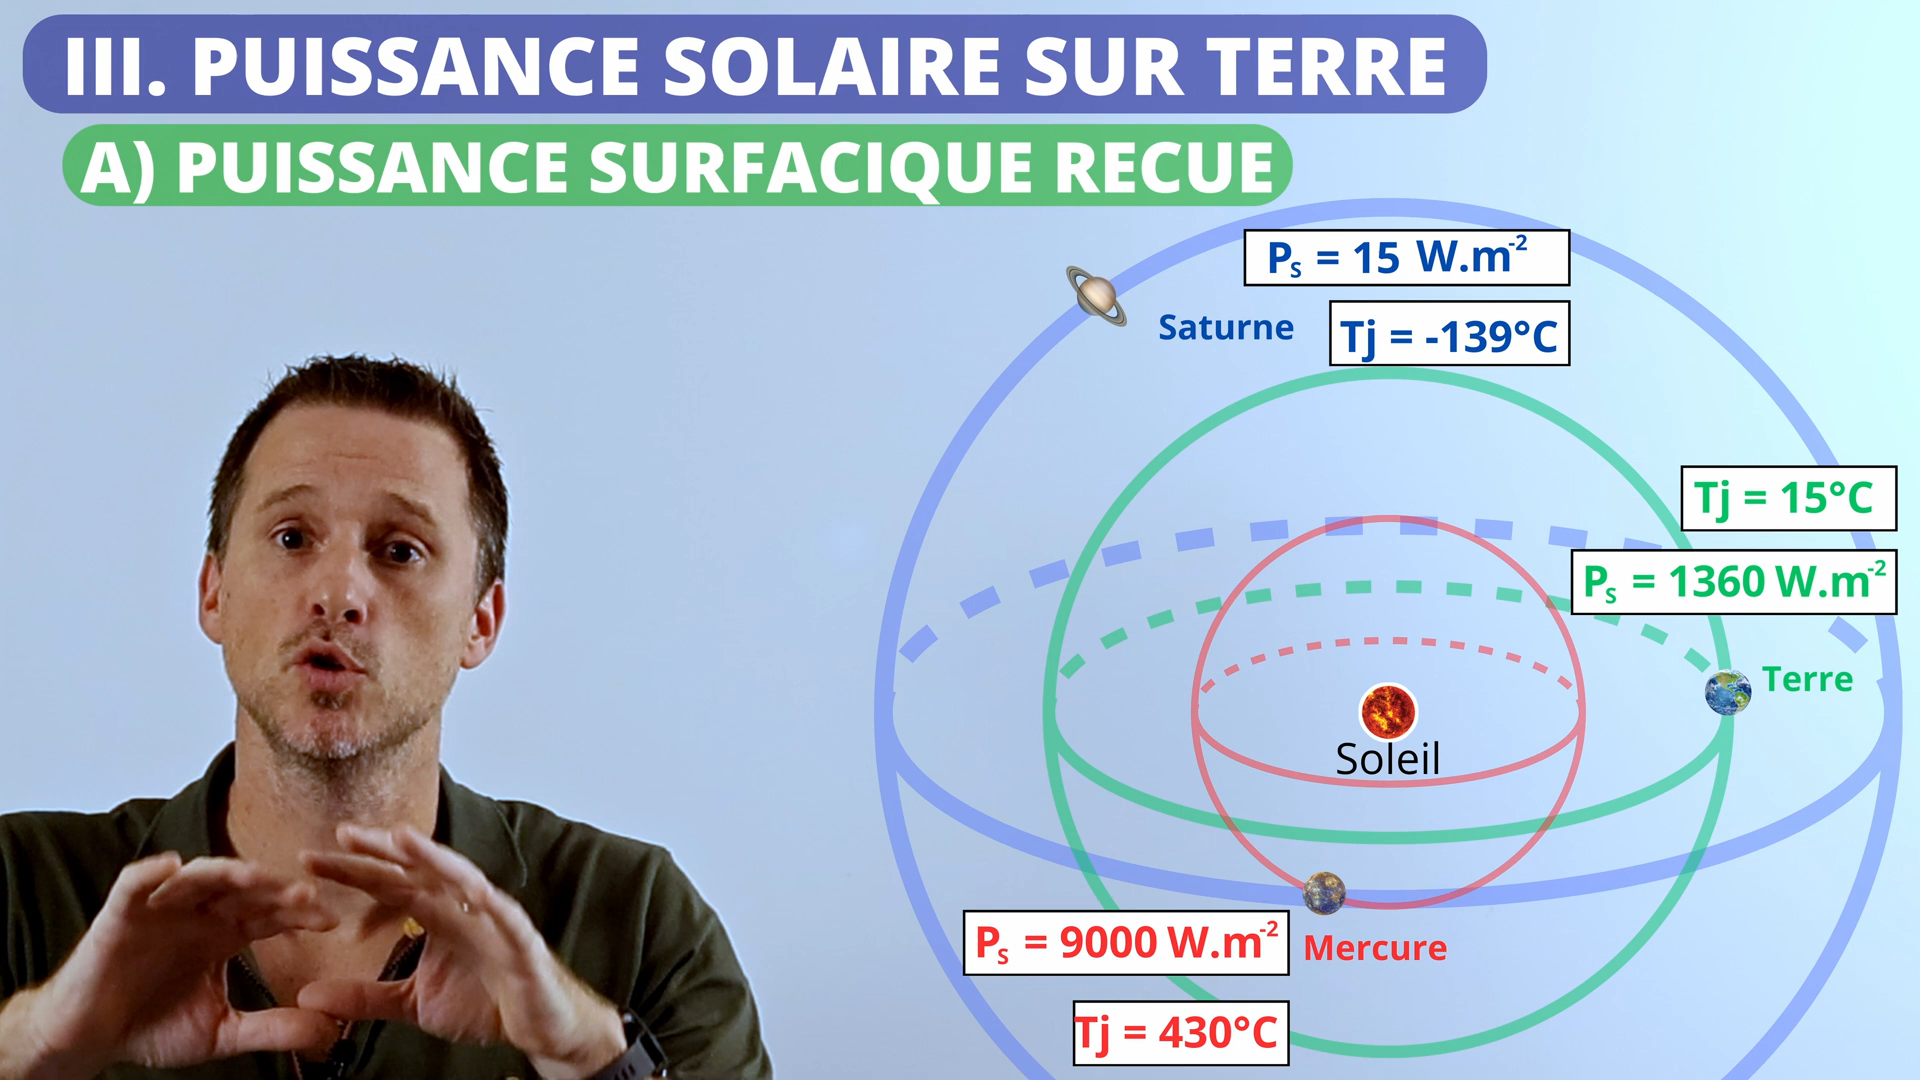 III. PUISSANCE SOLAIRE SUR TERRE
A) PUISSANCE SURFACIQUE RECUE
Ps = 15 W.m-2
Saturne
Tj = -139°C
Tj = 15°C
Ps = 1360 W.m-2
Terre
Soleil
Ps = 9000 W.m-2
Mercure
Tj = 430°C